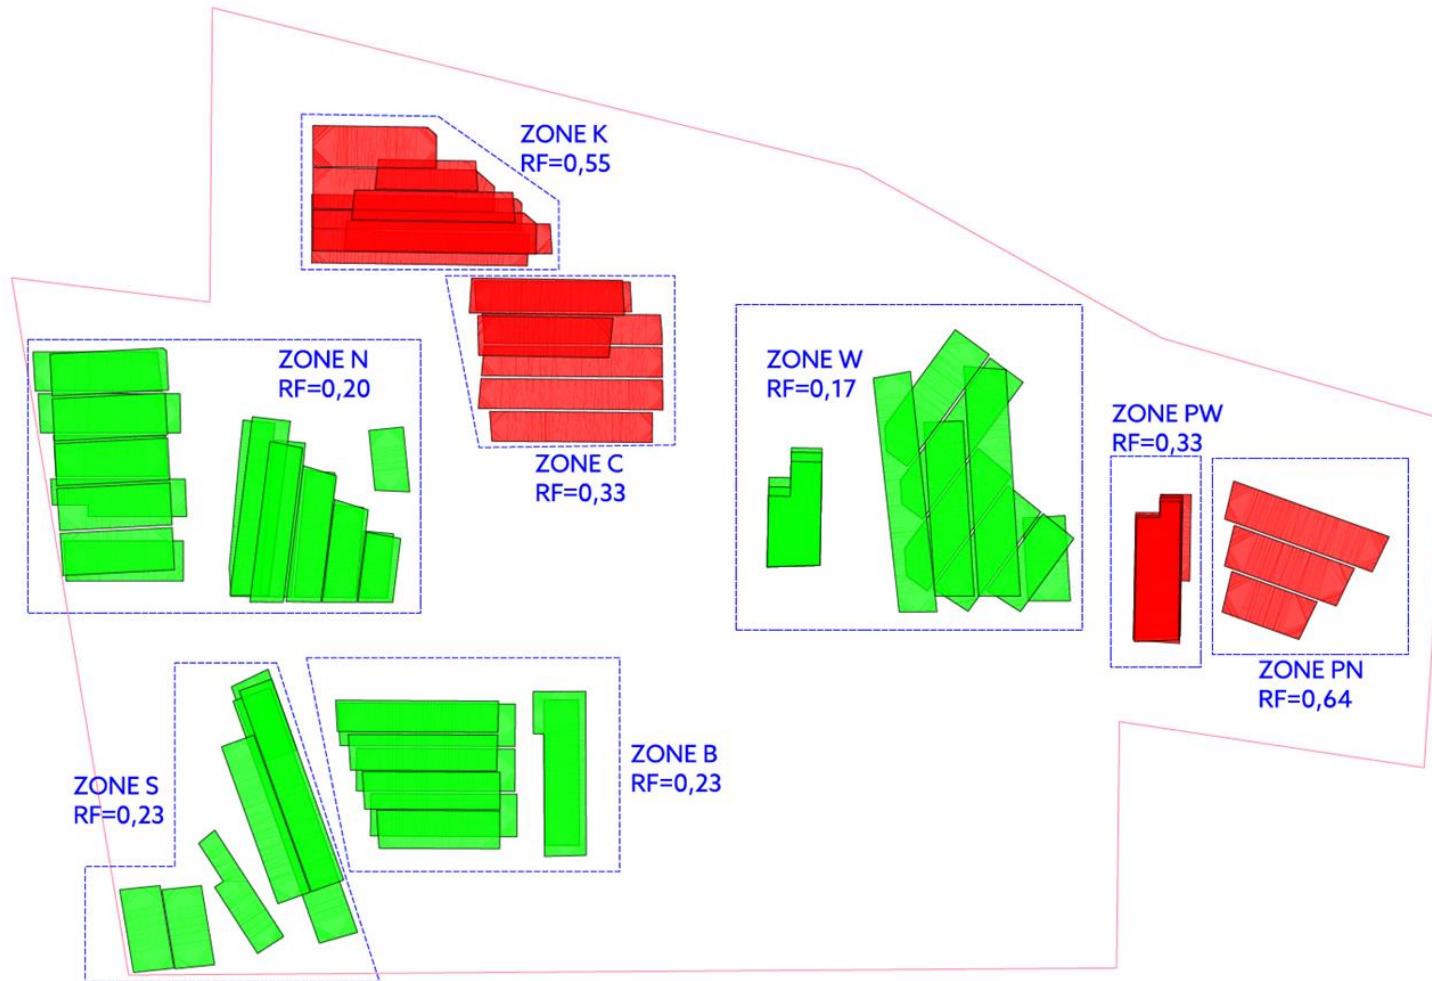 ZONE K
RF=0,55
ZONE N
RF=0,20
ZONE C
RF=0,33
ZONE W
RF=0,17
ZONE PW
RF=0,33
ZONE PN
RF=0,64
ZONE S
RF=0,23
ZONE B
RF=0,23